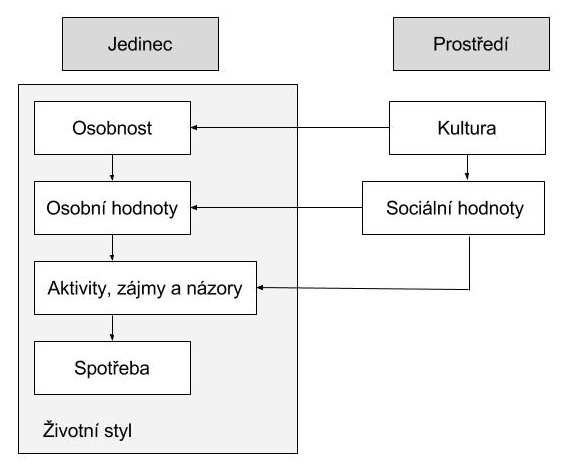 Jedinec
Prostředí
Osobnost
Kultura
Osobní hodnoty
Sociální hodnoty
Aktivity, zájmy a názory
Spotřeba
Životní styl